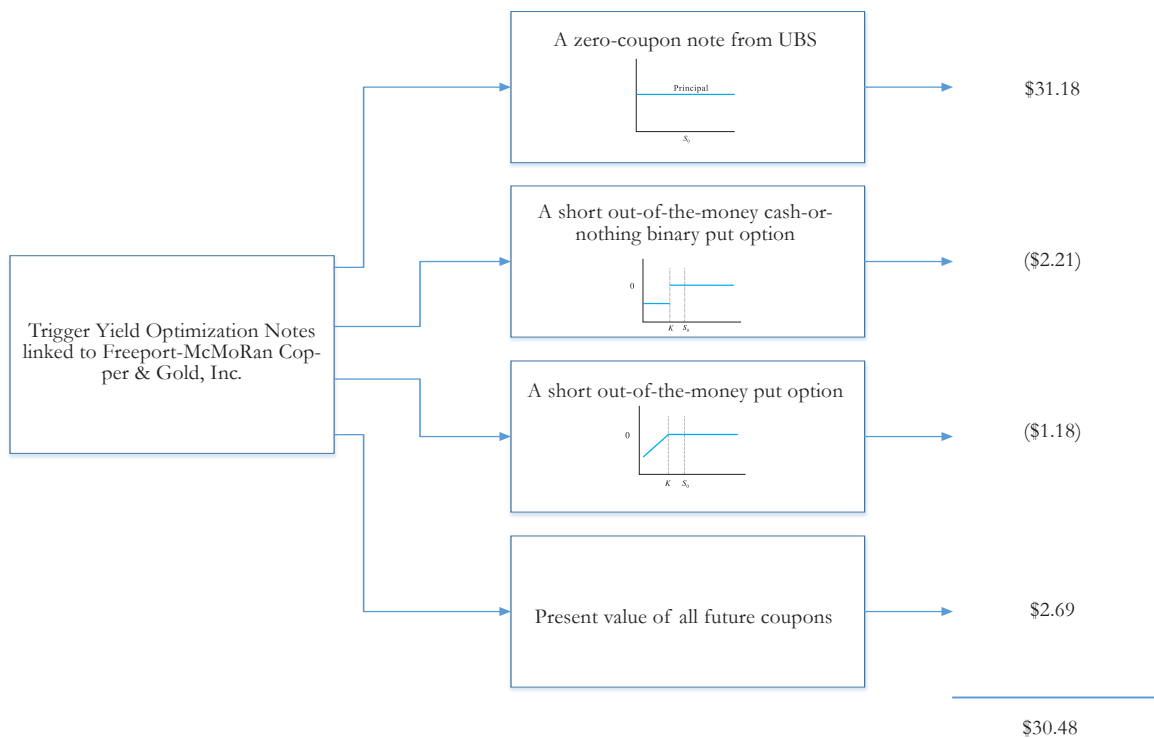 A zero-coupon note from UBS
Principal
S₀
$31.18
A short out-of-the-money cash-or-
nothing binary put option
0
K
S₀
($2.21)
Trigger Yield Optimization Notes
linked to Freeport-McMoRan Cop-
per & Gold, Inc.
A short out-of-the-money put option
0
K
S₀
($1.18)
Present value of all future coupons
$2.69
$30.48